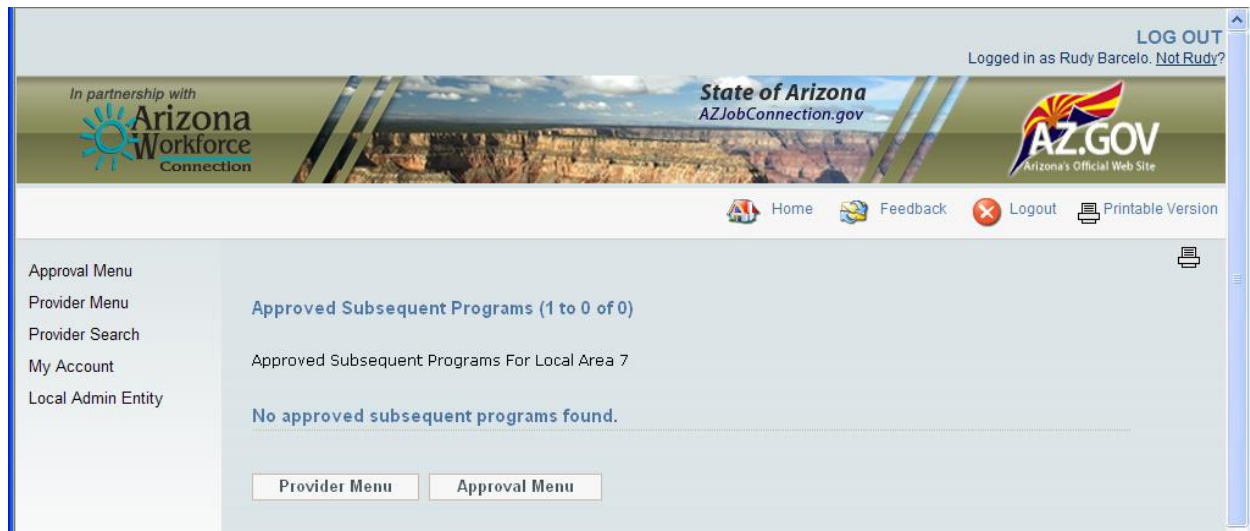 LOG OUT
Logged in as Rudy Barcelo. Not Rudy?
In partnership with
Arizona
Workforce
Connection
State of Arizona
AZJobConnection.gov
AZ.GOV
Arizona's Official Web Site
Home Feedback Logout Printable Version
Approval Menu
Provider Menu
Provider Search
My Account
Local Admin Entity
Approved Subsequent Programs (1 to 0 of 0)
Approved Subsequent Programs For Local Area 7
No approved subsequent programs found.
Provider Menu Approval Menu